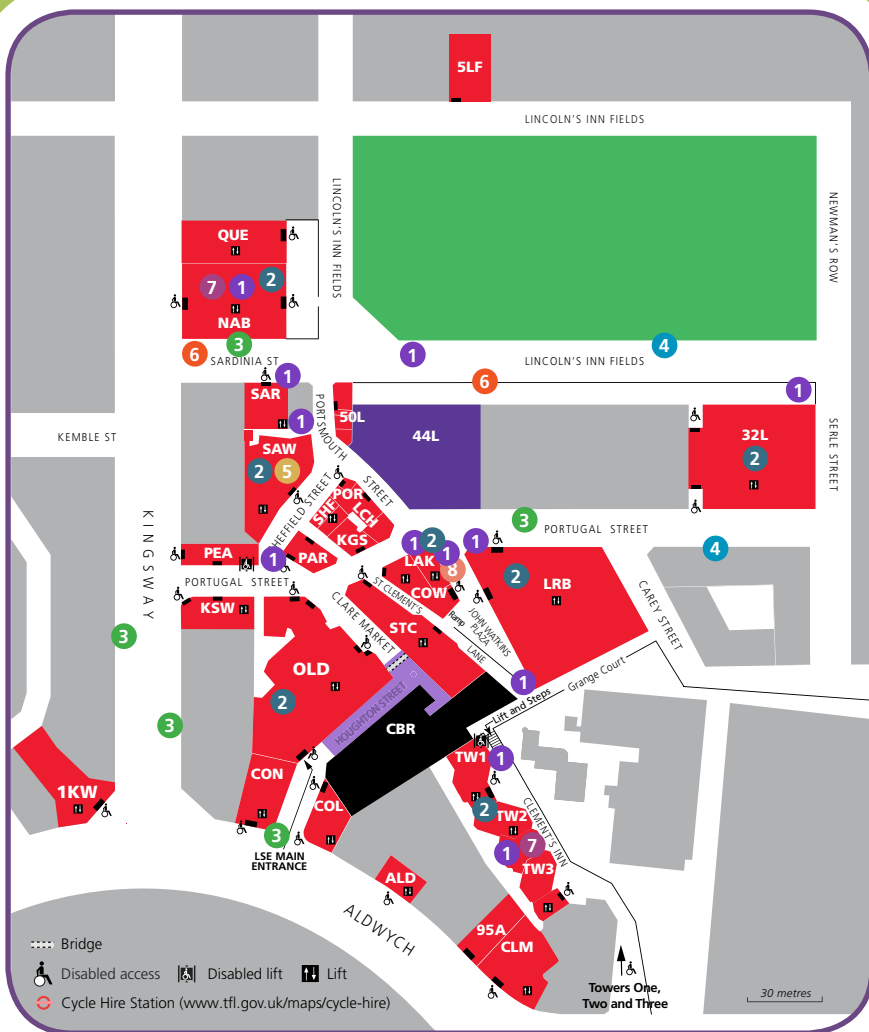 5LF
LINCOLN'S INN FIELDS
LINCOLN'S INN FIELDS
NEWMAN'S ROW
QUE
7
1
2
NAB
3
6
SARDINIA ST
1
4
LINCOLN'S INN FIELDS
1
SAR
6
1
1
PORTSMOUTH
STREET
50L
44L
32L
2
SERLE STREET
KEMBLE ST
SAW
2
5
SHEFFIELD STREET
POR
SHF
LCH
KGS
KINGSWAY
3
PORTUGAL STREET
4
PEA
1
PAR
1
2
1
1
LAK
8
COW
2
LRB
PORTUGAL STREET
KSW
ST CLEMENT'S
LANE
Ramp
JOHN WATKINS
PLAZA
CAREY STREET
3
CLARE MARKET
STC
OLD
2
1
Grange Court
Lift and Steps
HOUGHTON STREET
CBR
3
TW1
1
CON
COL
1KW
2
TW2
CLEMENT'S INN
3
1
7
TW3
LSE MAIN
ENTRANCE
ALD
ALDWYCH
95A
CLM
Bridge
Disabled access
Disabled lift
Lift
Cycle Hire Station (www.tfl.gov.uk/maps/cycle-hire)
Towers One,
Two and Three
30 metres